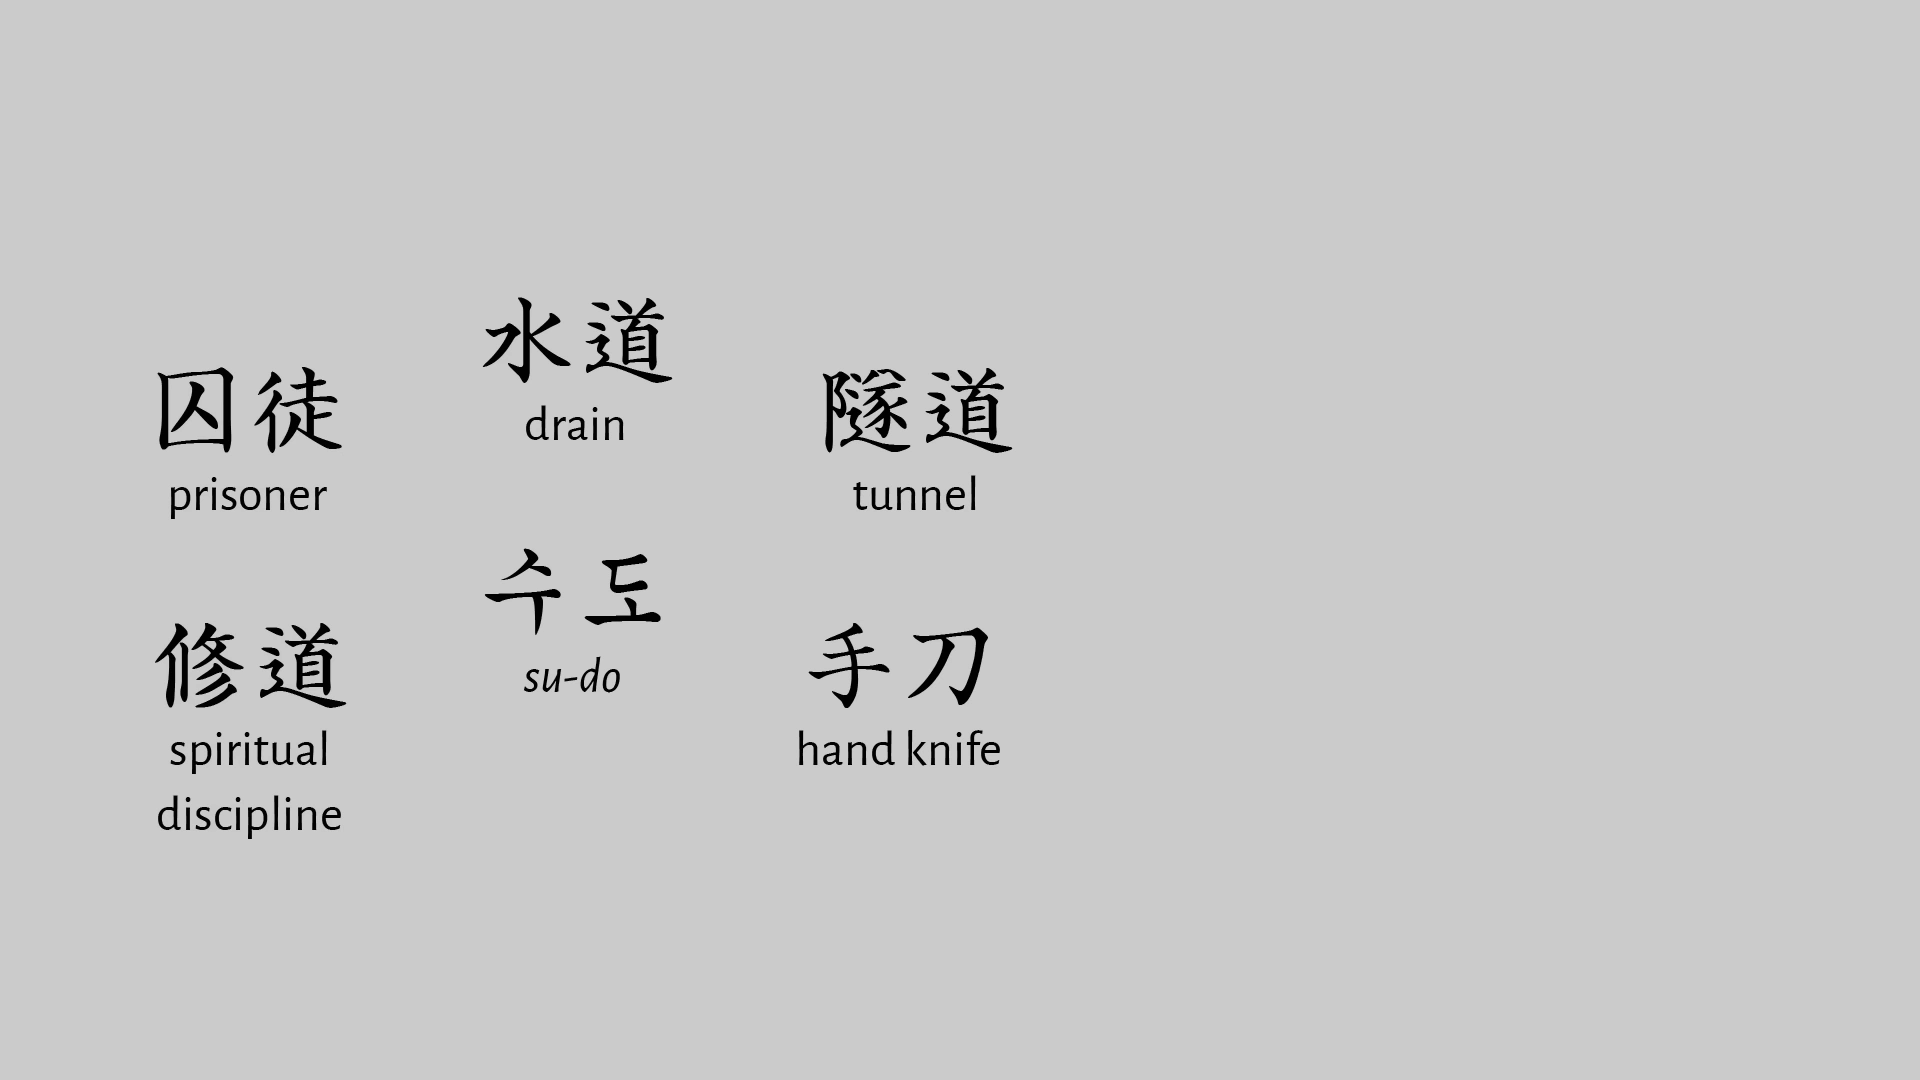 水道
drain
囚徒
prisoner
隧道
tunnel
수도
su-do
修道
spiritual
discipline
手刀
hand knife